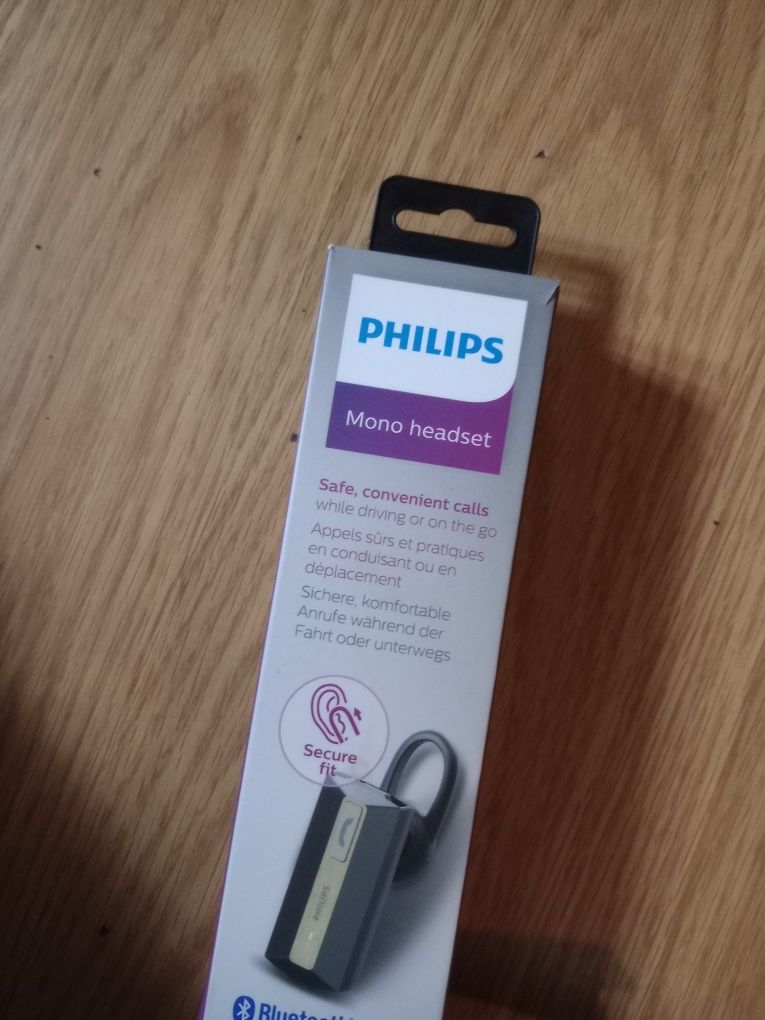 PHILIPS
Mono headset
Safe, convenient calls
while driving or on the go
Appels sûrs et pratiques
en conduisant ou en
déplacement
Sichere, komfortable
Anrufe während der
Fahrt oder unterwegs
Secure
fit
PHILIPS